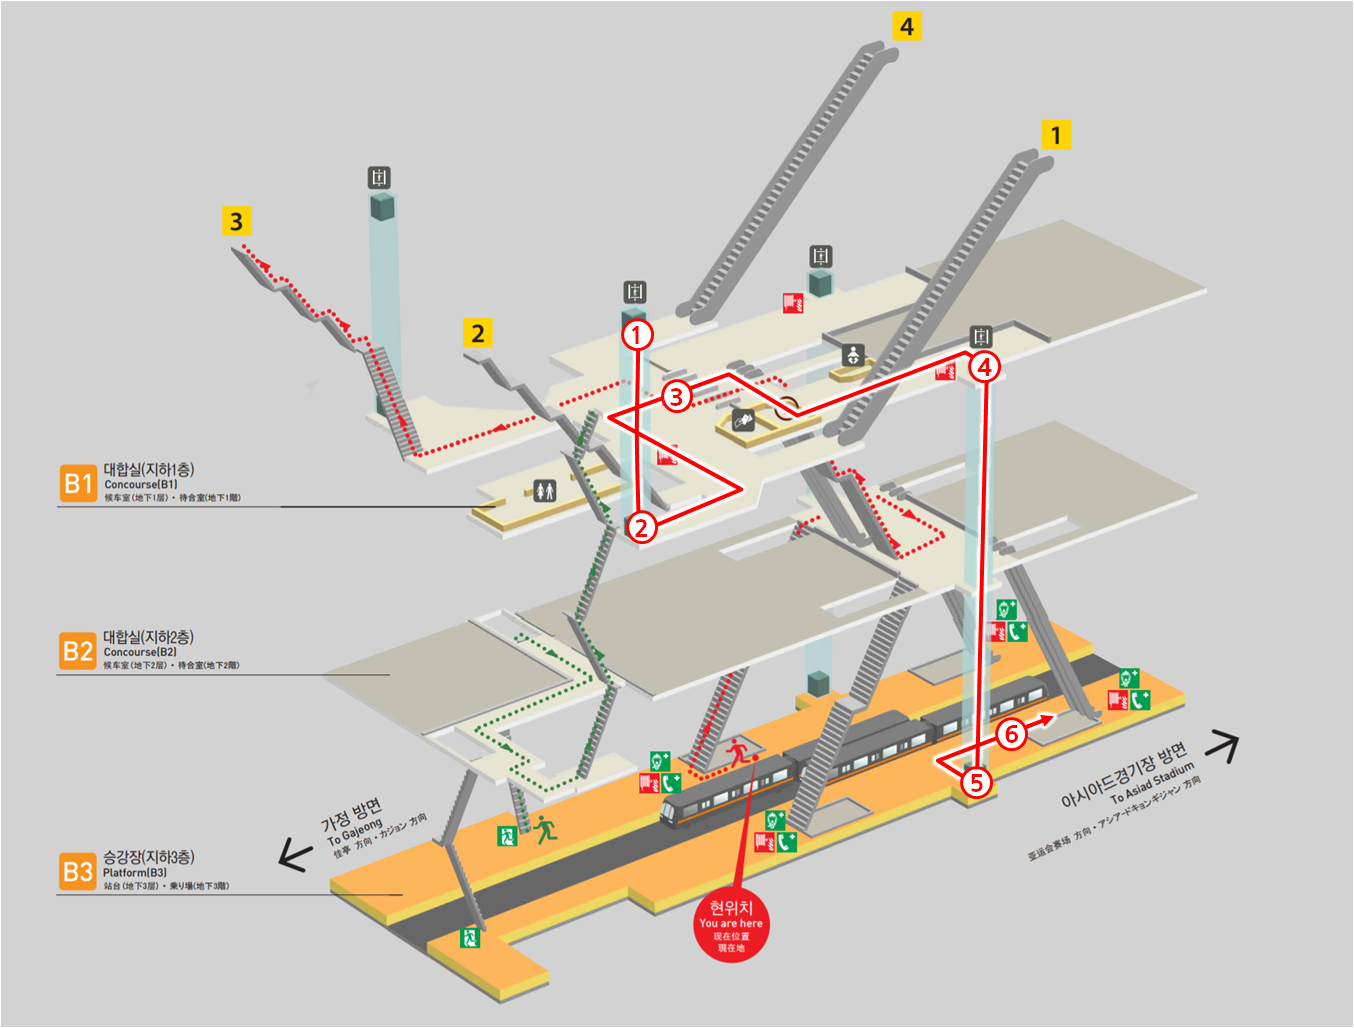 4
1
3
2
①
③
④
②
B1
대합실(지하1층)
Concourse(B1)
候车室(地下1层)・待合室(地下1階)
B2
대합실(지하2층)
Concourse(B2)
候车室(地下2层)・待合室(地下2階)
⑥
⑤
가정 방면
To Gajeong
佳亭 方向・カジョン 方向
아시아드경기장 방면
To Asiad Stadium
亚运会赛场 方向・アシアードキョンギジャン 方向
B3
승강장(지하3층)
Platform(B3)
站台(地下3层)・乗り場(地下3階)
현위치
You are here
现在位置
現在地